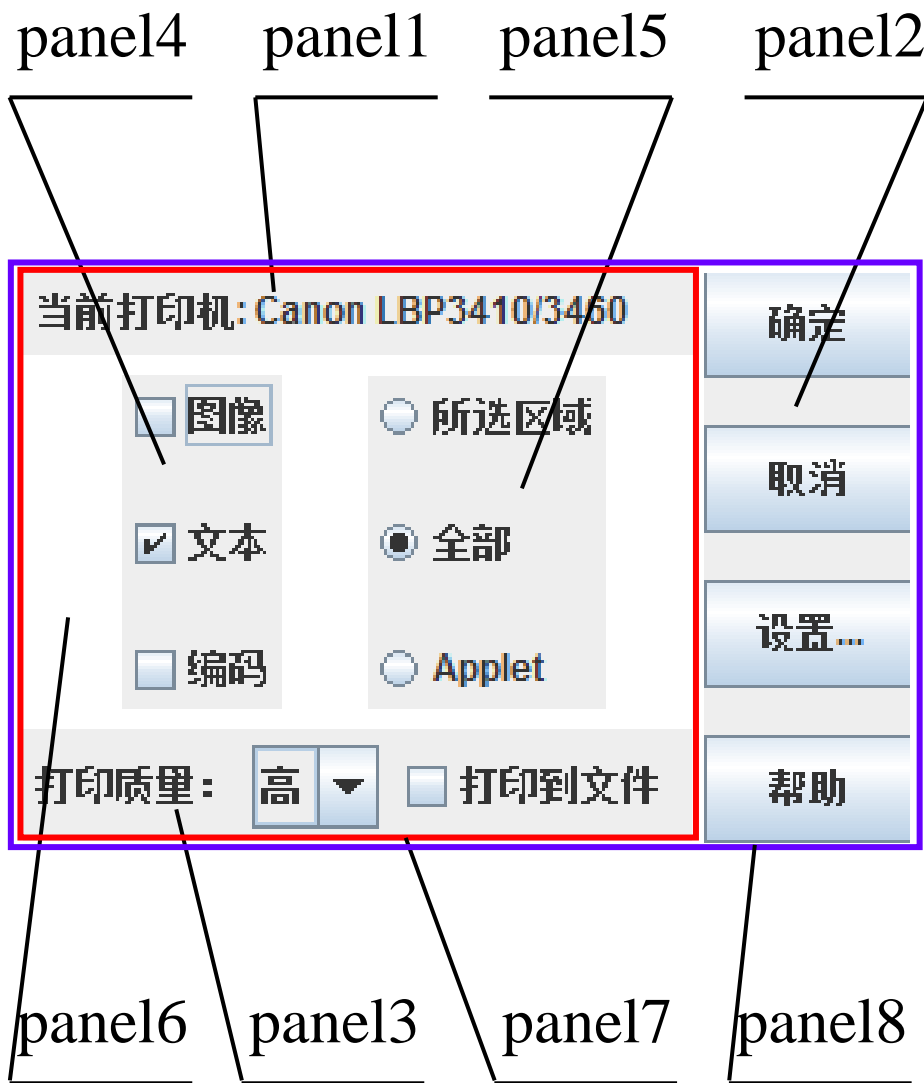 panel4 panel1 panel5 panel2
当前打印机: Canon LBP3410/3460 确定
图像 所选区域
取消
文本 全部
设置...
编码 Applet
打印质量： 高 打印到文件 帮助
panel6 panel3 panel7 panel8